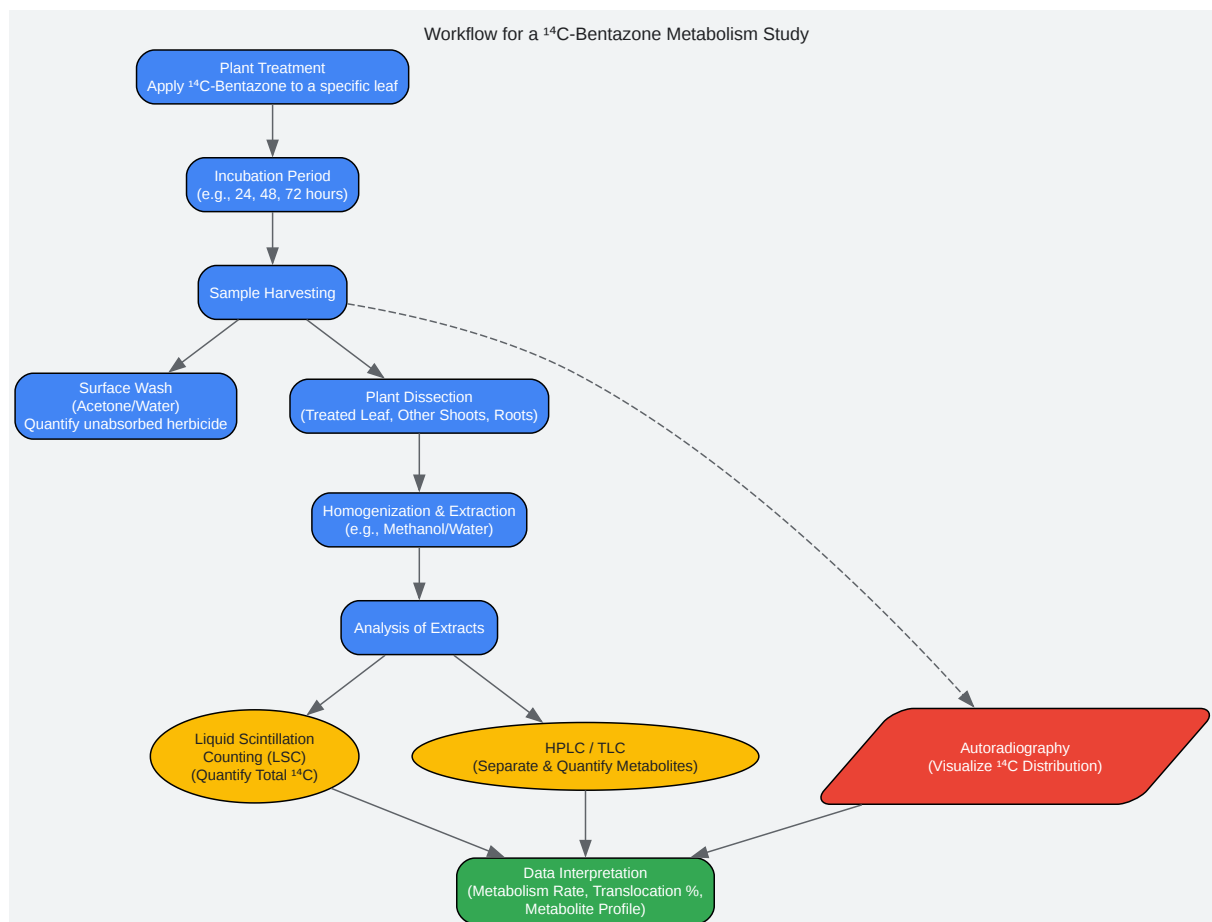 Workflow for a ¹⁴C-Bentazone Metabolism Study
Plant Treatment
Apply ¹⁴C-Bentazone to a specific leaf
Incubation Period
(e.g., 24, 48, 72 hours)
Sample Harvesting
Surface Wash
(Acetone/Water)
Quantify unabsorbed herbicide
Plant Dissection
(Treated Leaf, Other Shoots, Roots)
Homogenization & Extraction
(e.g., Methanol/Water)
Analysis of Extracts
Liquid Scintillation
Counting (LSC)
(Quantify Total ¹⁴C)
HPLC / TLC
(Separate & Quantify Metabolites)
Autoradiography
(Visualize ¹⁴C Distribution)
Data Interpretation
(Metabolism Rate, Translocation %,
Metabolite Profile)